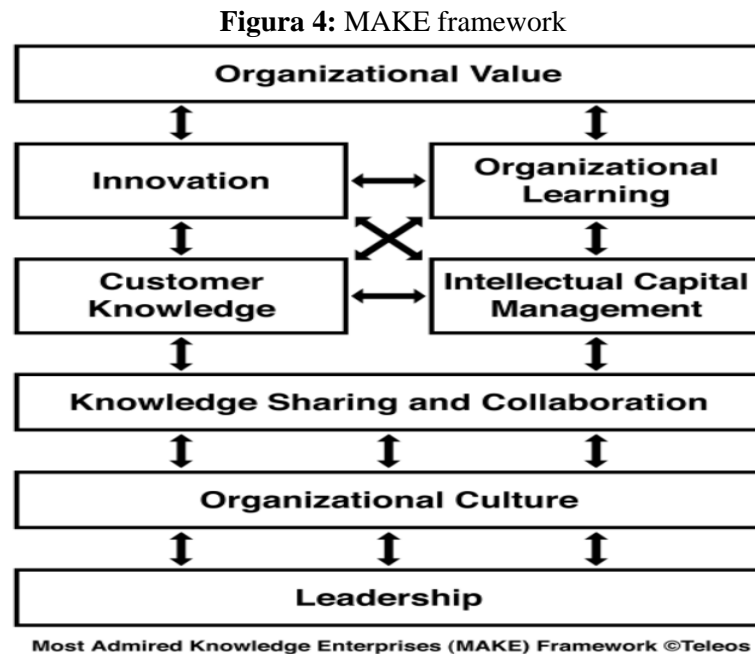 Figura 4: MAKE framework
Organizational Value
Innovation
Organizational
Learning
Customer
Knowledge
Intellectual Capital
Management
Knowledge Sharing and Collaboration
Organizational Culture
Leadership
Most Admired Knowledge Enterprises (MAKE) Framework ©Teleos